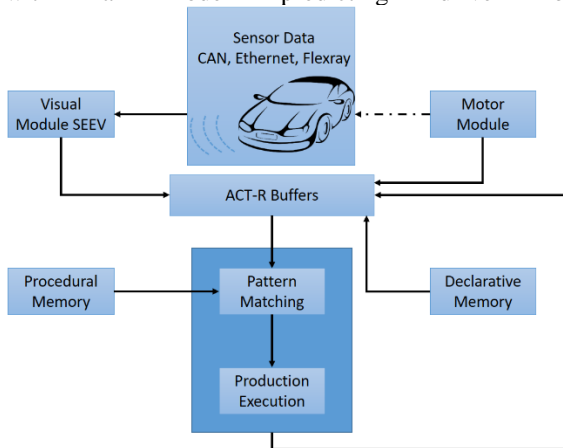 Sensor Data
CAN, Ethernet, Flexray
Visual
Module SEEV
Motor
Module
ACT-R Buffers
Procedural
Memory
Pattern
Matching
Declarative
Memory
Production
Execution